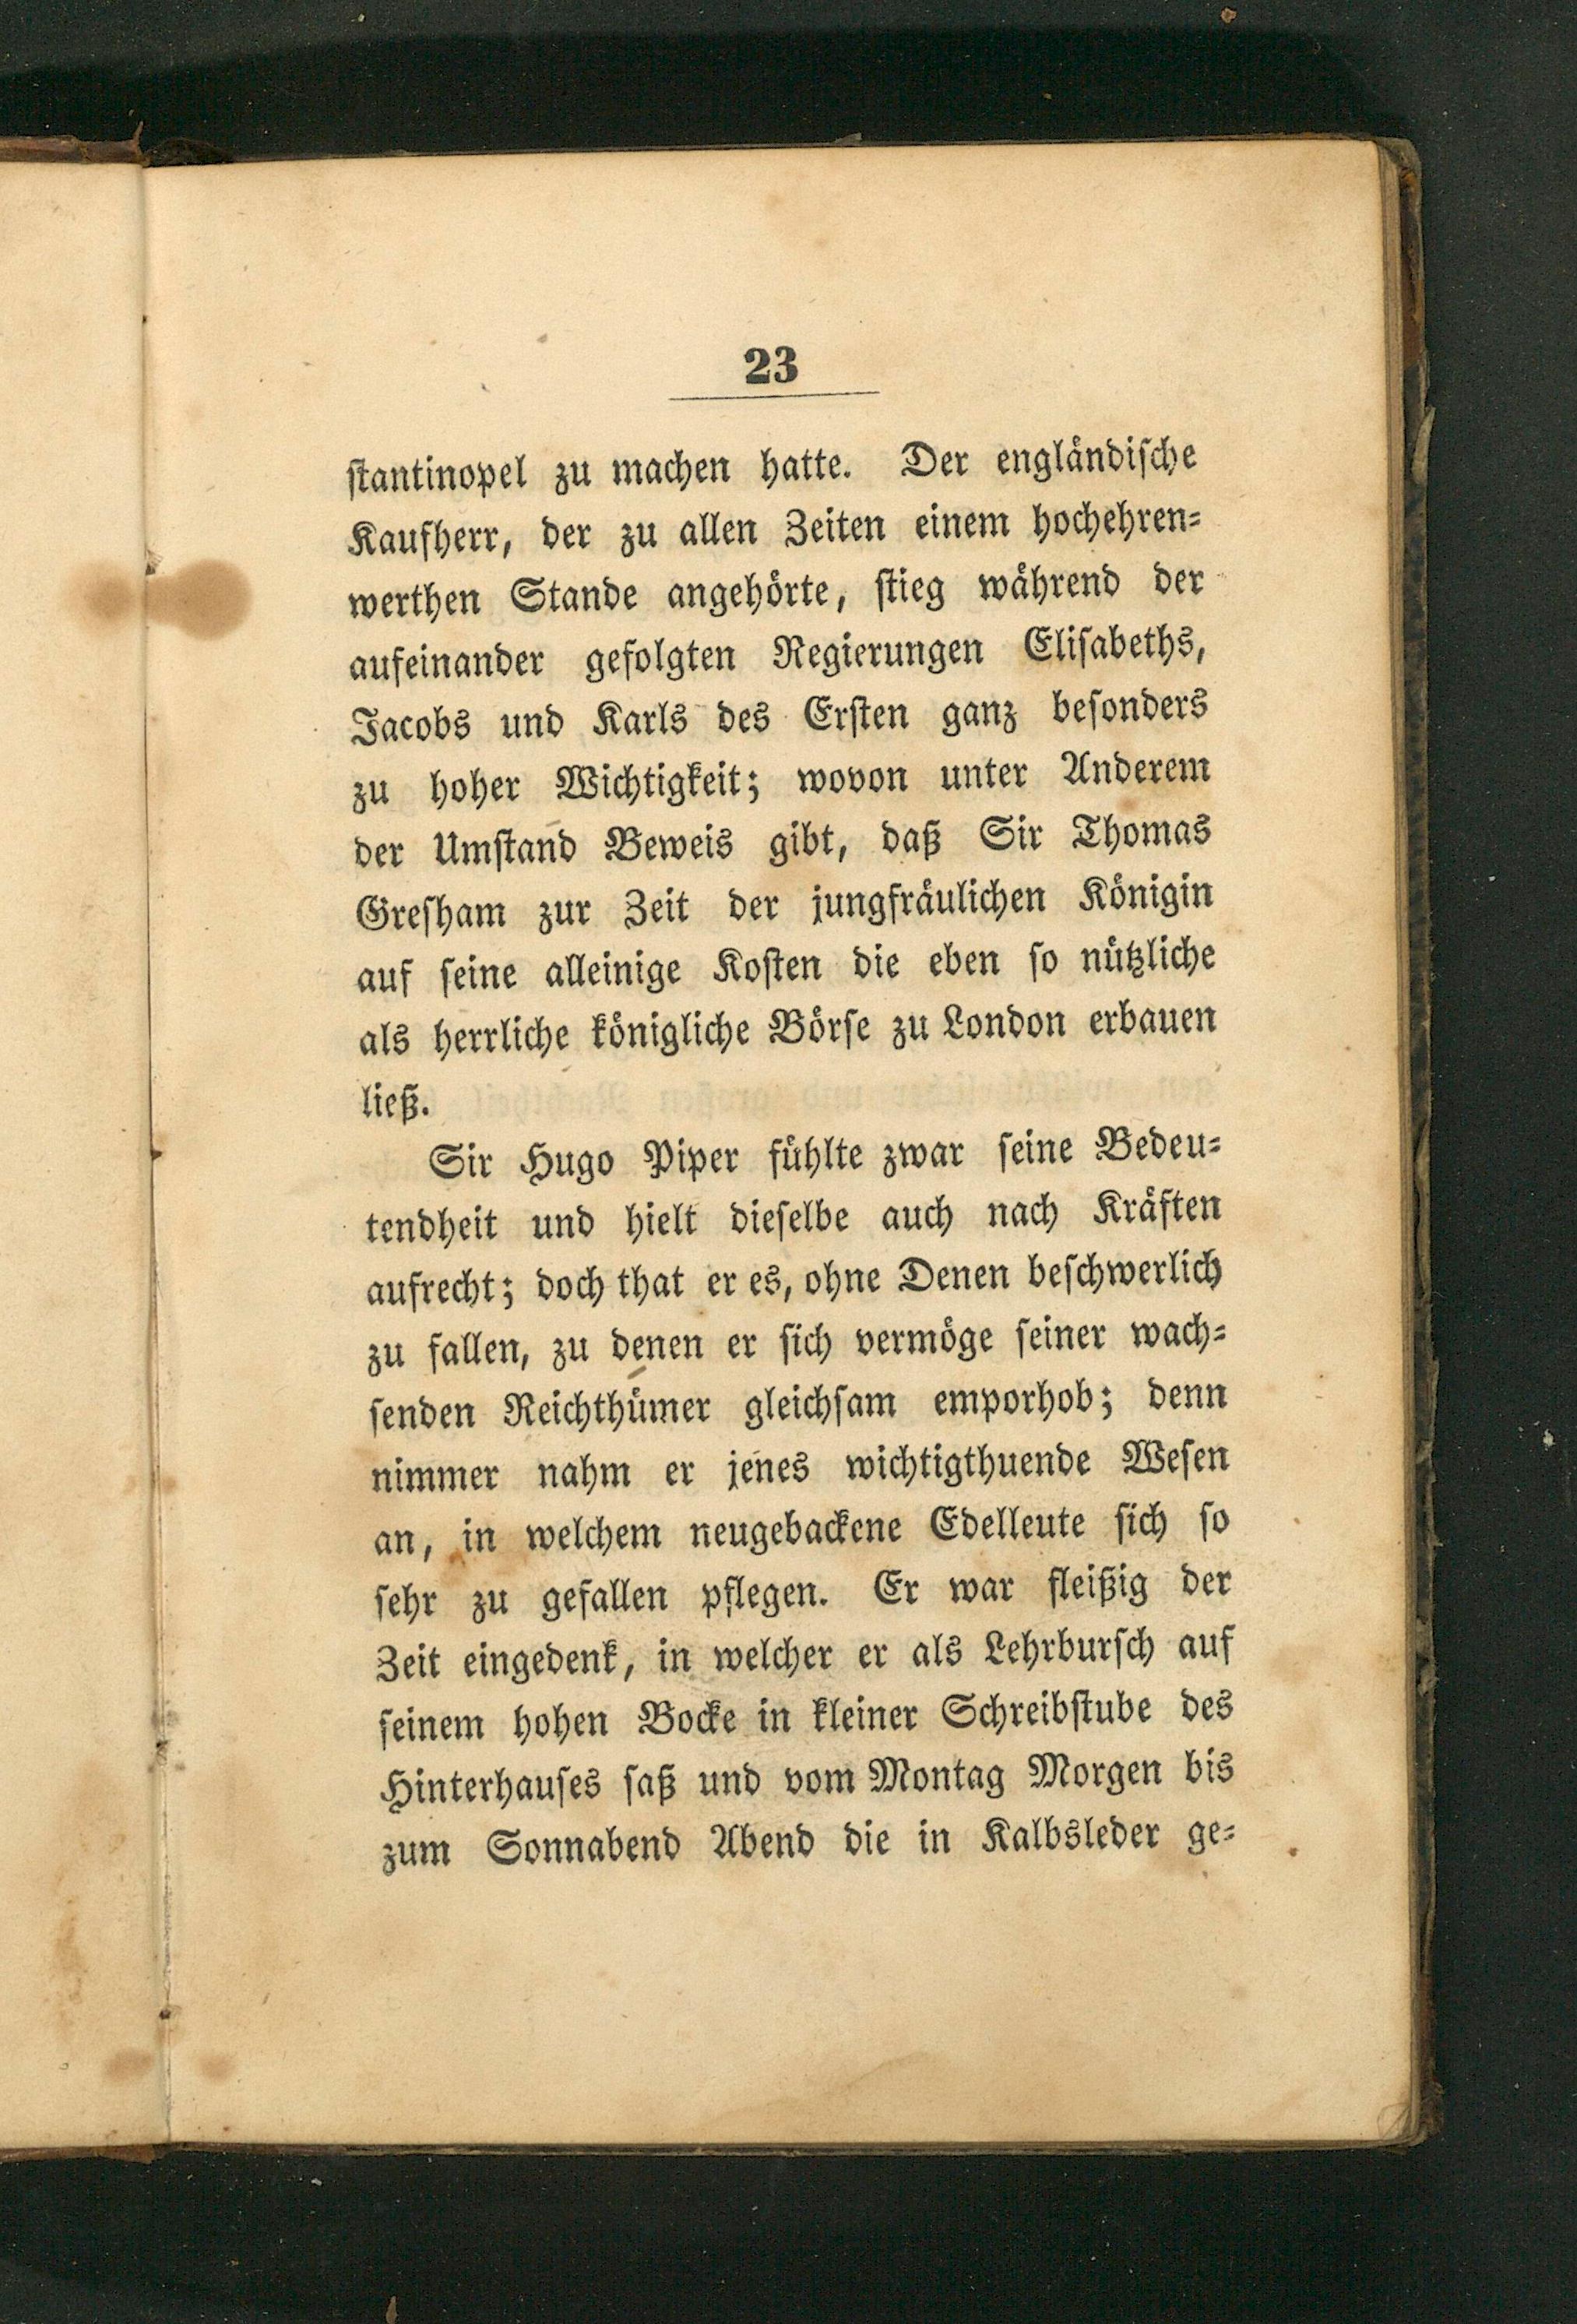 23
ſtantinopel zu machen hatte. Der engländiſche
Kaufherr, der zu allen Zeiten einem hochehren⸗
werthen Stande angehörte, ſtieg während der
aufeinander gefolgten Regierungen Eliſabeths,
Jacobs und Karls des Erſten ganz beſonders
zu hoher Wichtigkeit; wovon unter Anderem
der Umſtand Beweis gibt, daß Sir Thomas
Greſham zur Zeit der jungfräulichen Königin
auf ſeine alleinige Koſten die eben ſo nützliche
als herrliche königliche Börſe zu London erbauen
ließ.
Sir Hugo Piper fühlte zwar ſeine Bedeu⸗
tendheit und hielt dieſelbe auch nach Kräften
aufrecht; doch that er es, ohne Denen beſchwerlich
zu fallen, zu denen er ſich vermöge ſeiner wach⸗
ſenden Reichthümer gleichſam emporhob; denn
nimmer nahm er jenes wichtigthuende Weſen
an, in welchem neugebackene Edelleute ſich ſo
ſehr zu gefallen pflegen. Er war fleißig der
Zeit eingedenk, in welcher er als Lehrburſch auf
ſeinem hohen Bocke in kleiner Schreibſtube des
Hinterhauſes ſaß und vom Montag Morgen bis
zum Sonnabend Abend die in Kalbsleder ge⸗